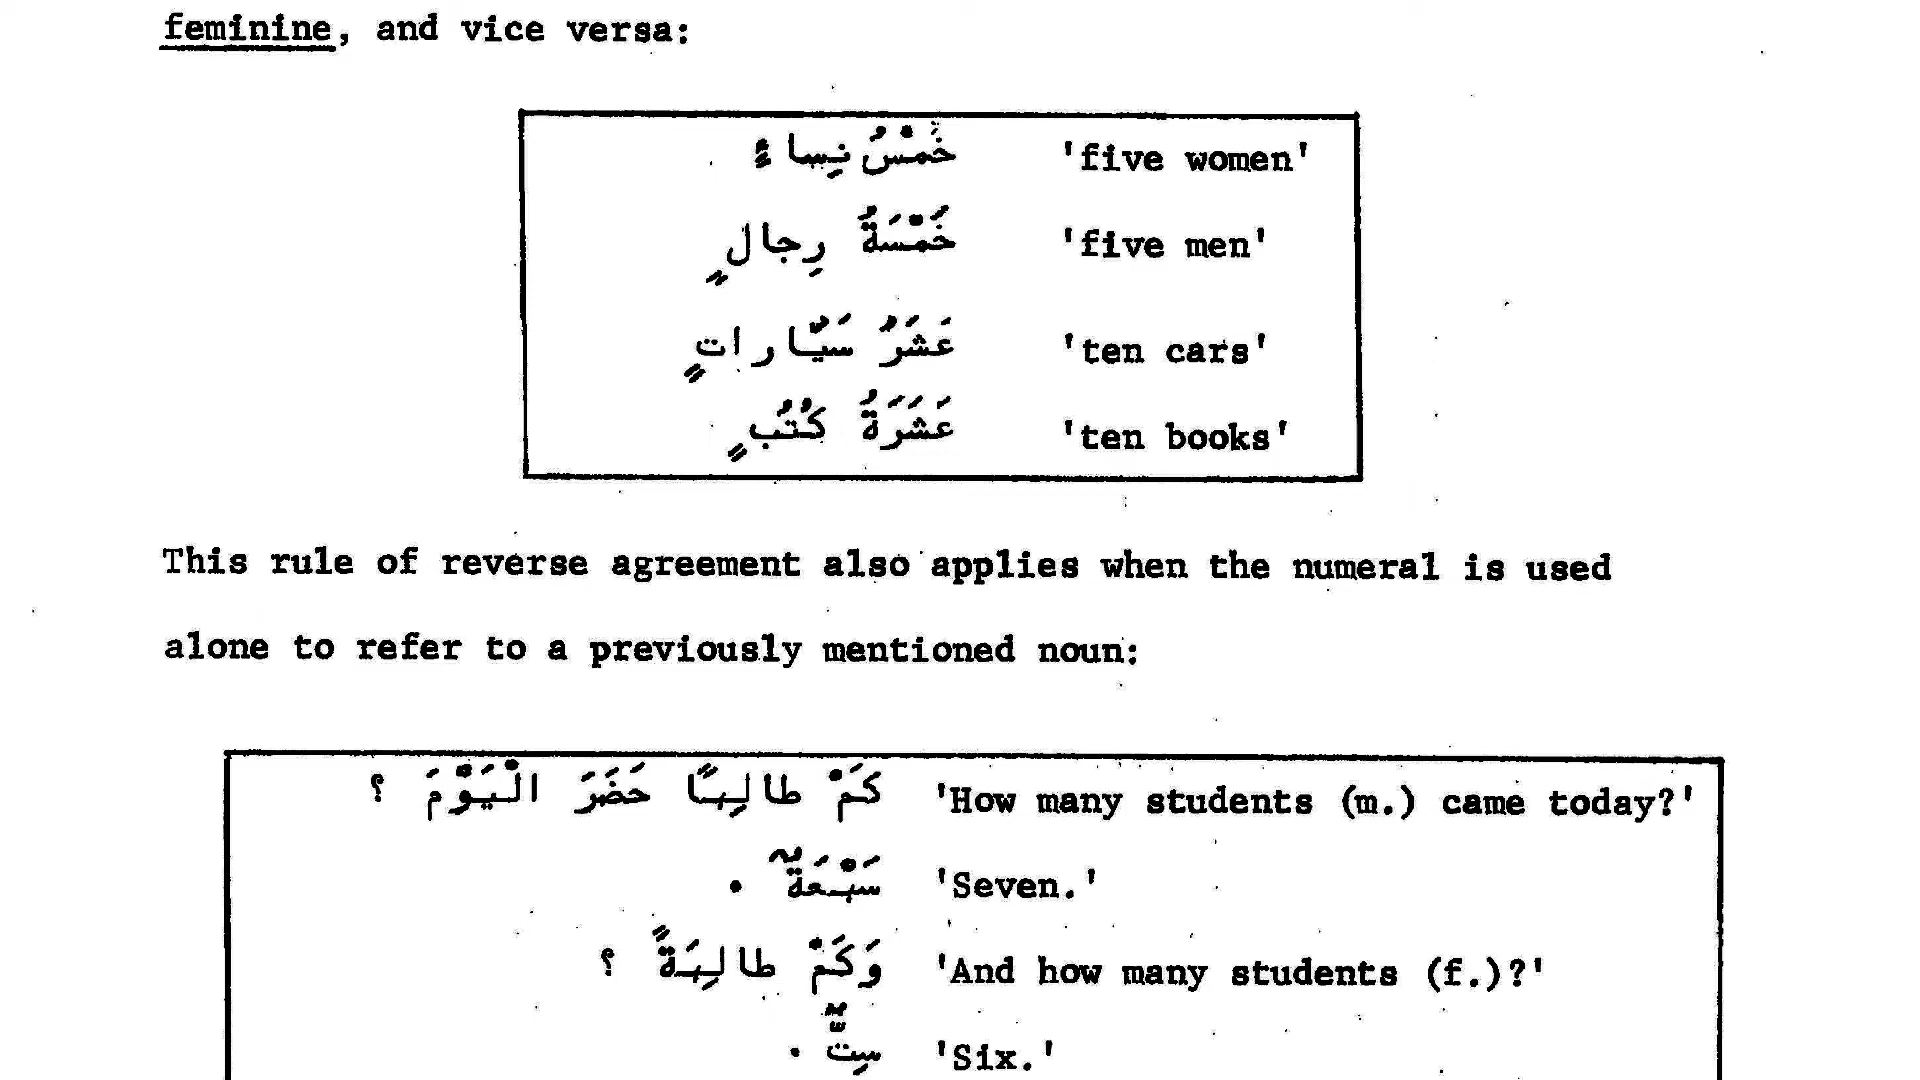 feminine, and vice versa:
خَمْسُ نِساءٍ 'five women'
خَمْسَةُ رِجالٍ 'five men'
عَشَرُ سَيّاراتٍ 'ten cars'
عَشَرَةُ كُتُبٍ 'ten books'
This rule of reverse agreement also applies when the numeral is used
alone to refer to a previously mentioned noun:
كَمْ طالِبًا حَضَرَ الْيَوْمَ ؟ 'How many students (m.) came today?'
سَبْعَةٌ . 'Seven.'
وَكَمْ طالِبَةً ؟ 'And how many students (f.)?'
سِتٌّ . 'Six.'